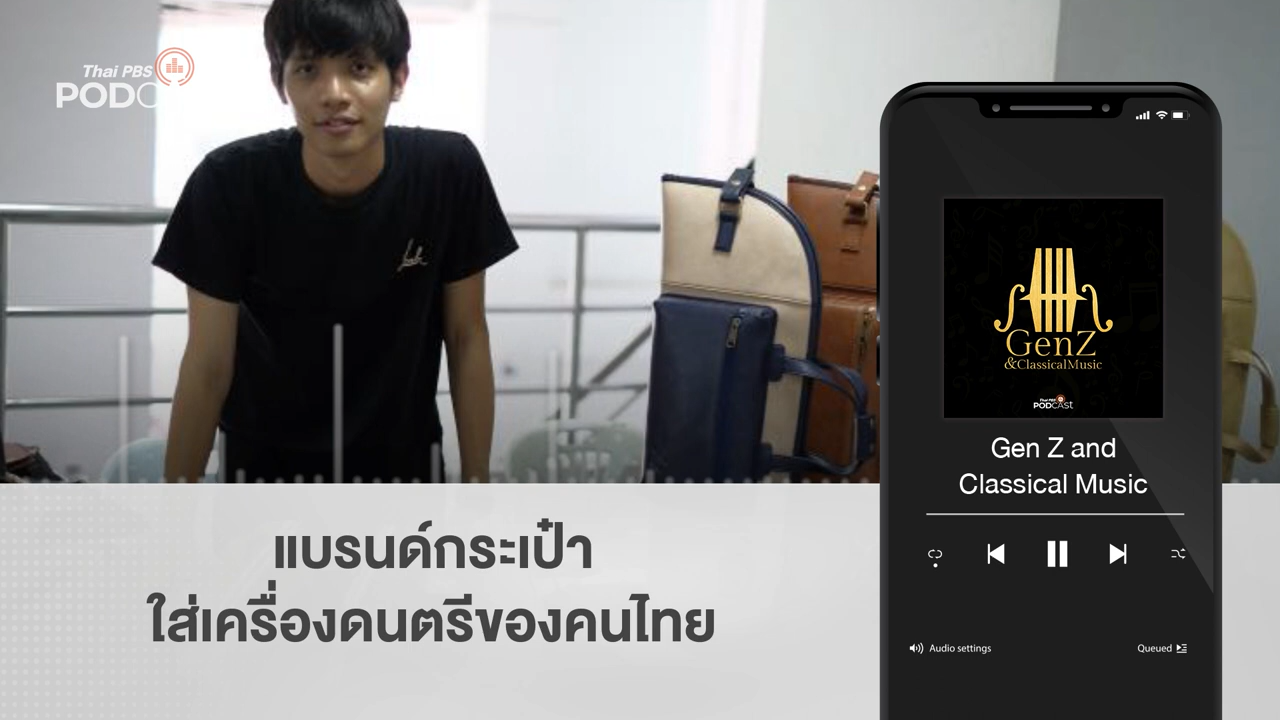 Thai PBS
PODC
GenZ
&ClassicalMusic
Thai PBS
PODCAST
Gen Z and
Classical Music
Audio settings
Queued
แบรนด์กระเป๋า
ใส่เครื่องดนตรีของคนไทย